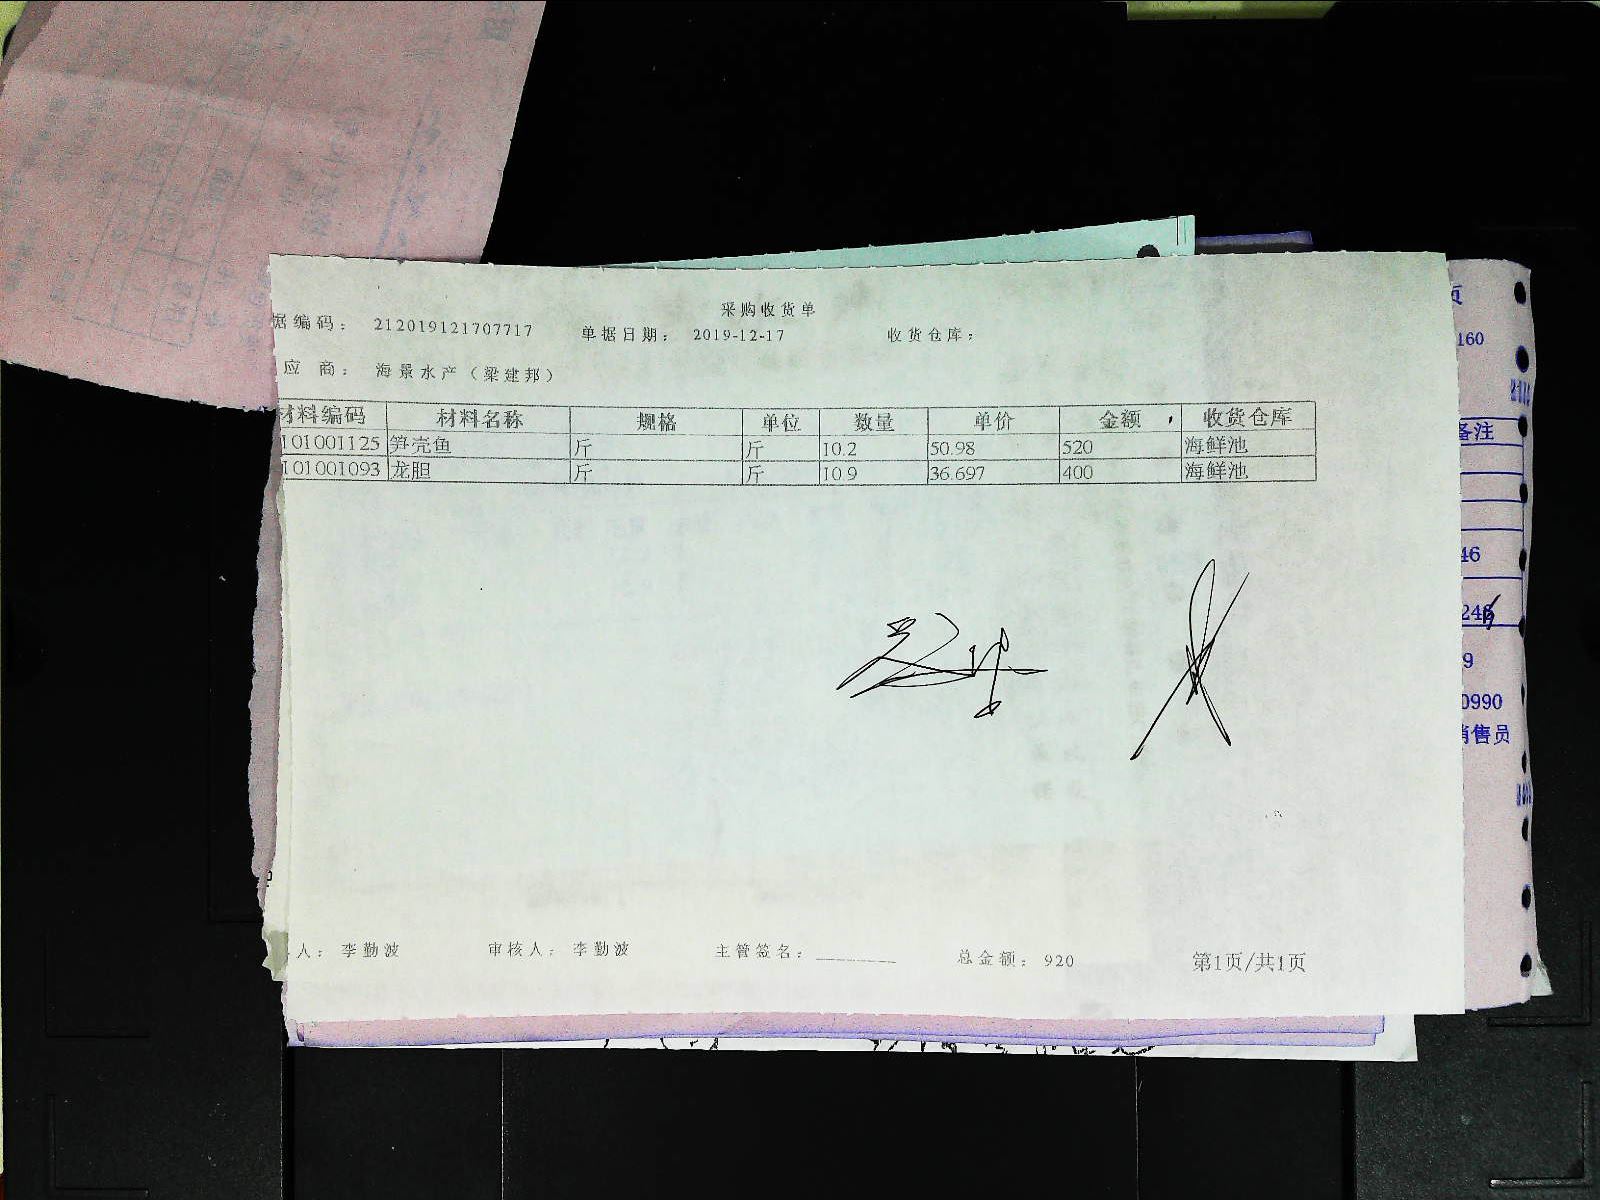 采购收货单
据编码： 212019121707717 单据日期： 2019-12-17 收货仓库：
应 商： 海景水产（梁建邦）
材料编码 材料名称 规格 单位 数量 单价 金额 收货仓库
101001125 笋壳鱼 斤 斤 10.2 50.98 520 海鲜池
101001093 龙胆 斤 斤 10.9 36.697 400 海鲜池
人： 李勤波 审核人： 李勤波 主管签名： 总金额： 920 第1页/共1页
页
160
备注
46
246
9
0990
销售员